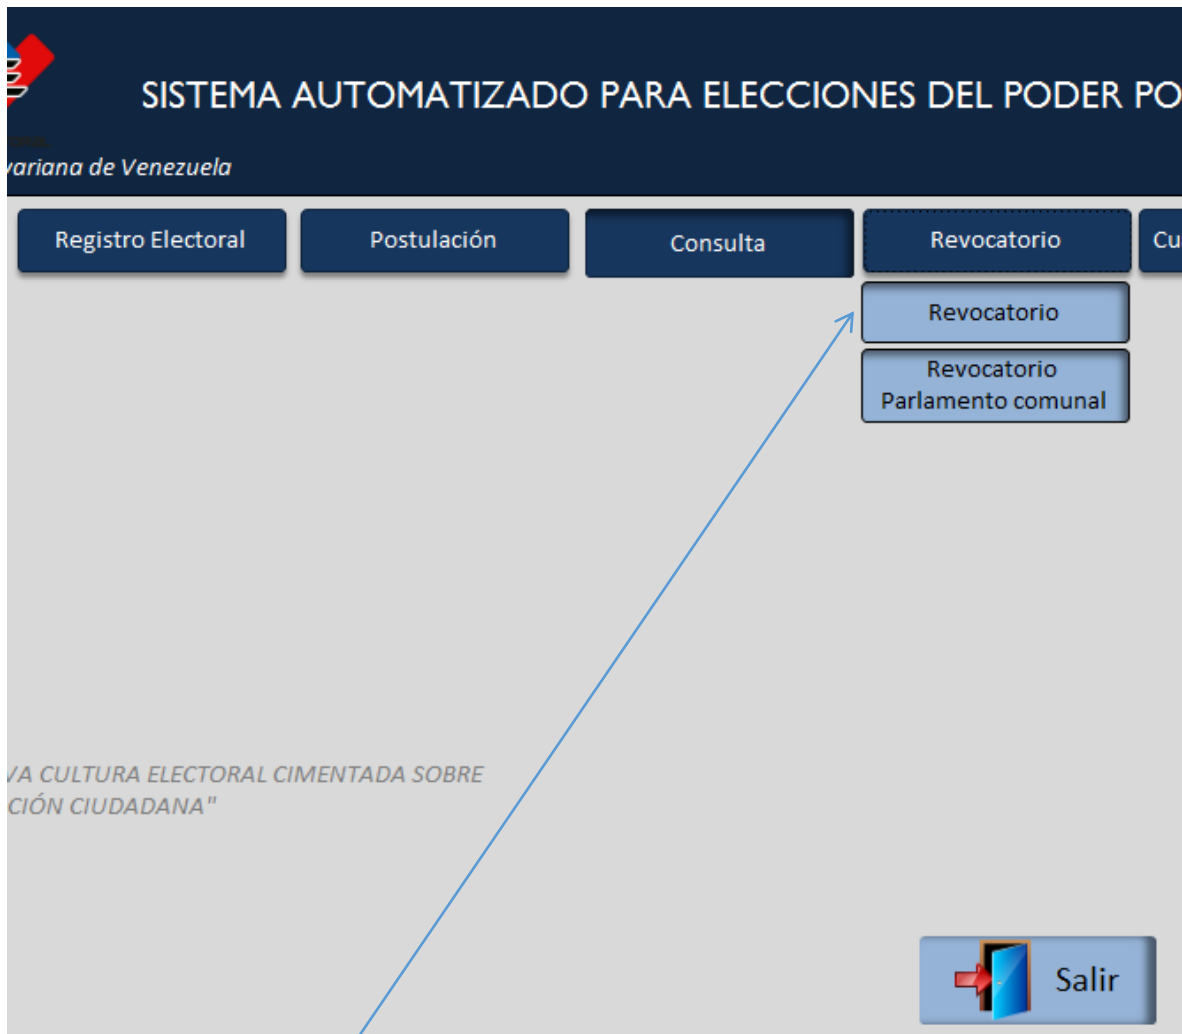 SISTEMA AUTOMATIZADO PARA ELECCIONES DEL PODER PO
variana de Venezuela
Registro Electoral
Postulación
Consulta
Revocatorio
Cu
Revocatorio
Revocatorio
Parlamento comunal
VA CULTURA ELECTORAL CIMENTADA SOBRE
CIÓN CIUDADANA"
Salir